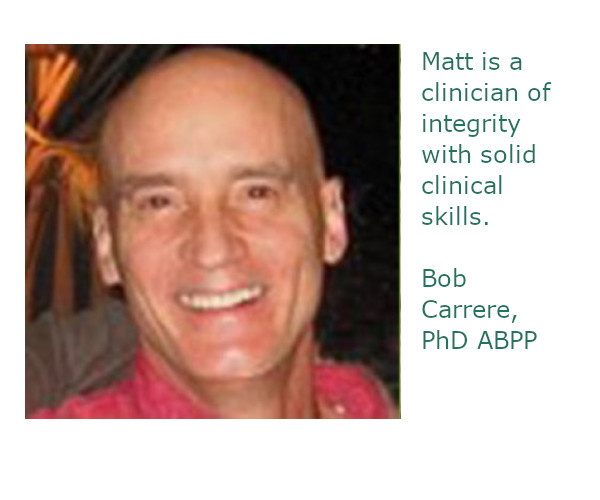 Matt is a
clinician of
integrity
with solid
clinical
skills.
Bob
Carrere,
PhD ABPP